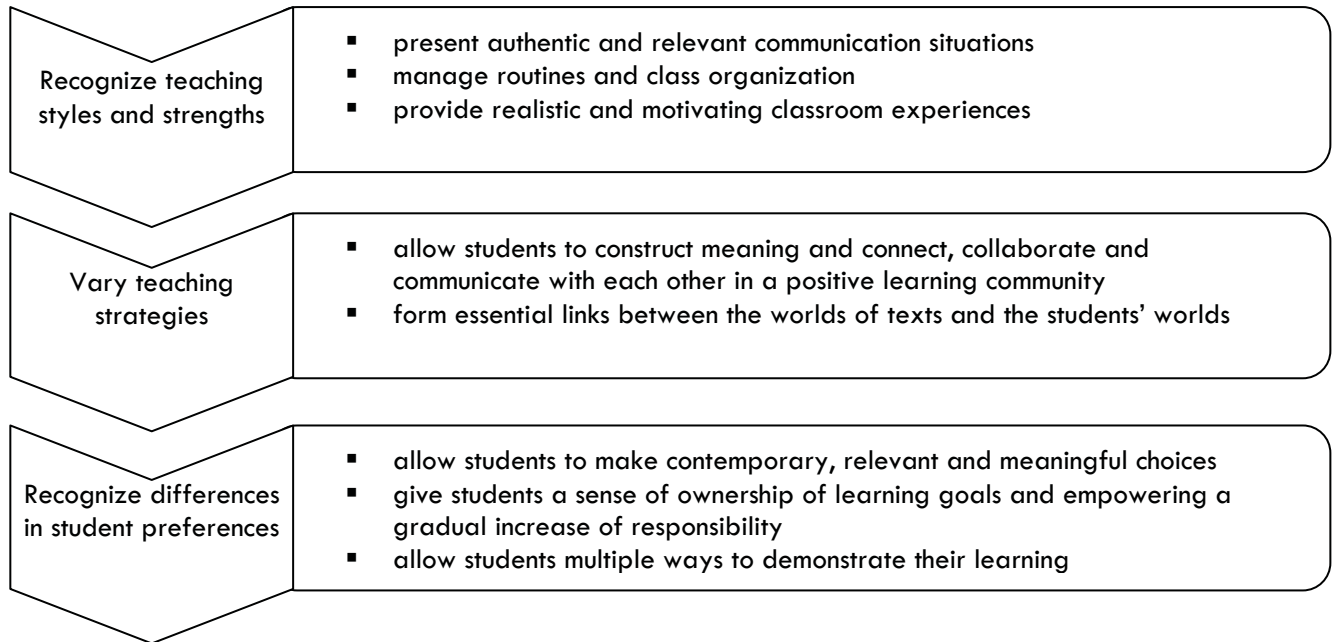 Recognize teaching
styles and strengths
▪ present authentic and relevant communication situations
▪ manage routines and class organization
▪ provide realistic and motivating classroom experiences
Vary teaching
strategies
▪ allow students to construct meaning and connect, collaborate and
communicate with each other in a positive learning community
▪ form essential links between the worlds of texts and the students’ worlds
Recognize differences
in student preferences
▪ allow students to make contemporary, relevant and meaningful choices
▪ give students a sense of ownership of learning goals and empowering a
gradual increase of responsibility
▪ allow students multiple ways to demonstrate their learning